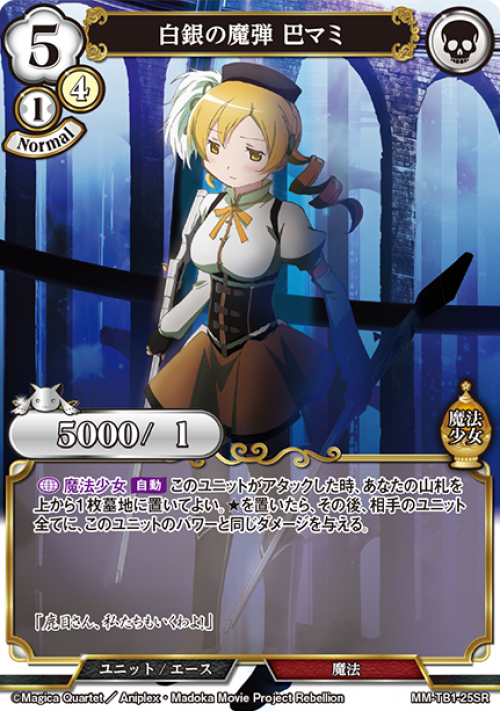 5
白銀の魔弾 巴マミ
4
1
Normal
5000/ 1
魔法
少女
魔法少女 自動 このユニットがアタックした時、あなたの山札を
上から1枚墓地に置いてよい。★を置いたら、その後、相手のユニット
全てに、このユニットのパワーと同じダメージを与える。
「鹿目さん、私たちもいくわよ!」
ユニット / エース
魔法
©Magica Quartet／ Aniplex・Madoka Movie Project Rebellion
MM-TB1-25SR